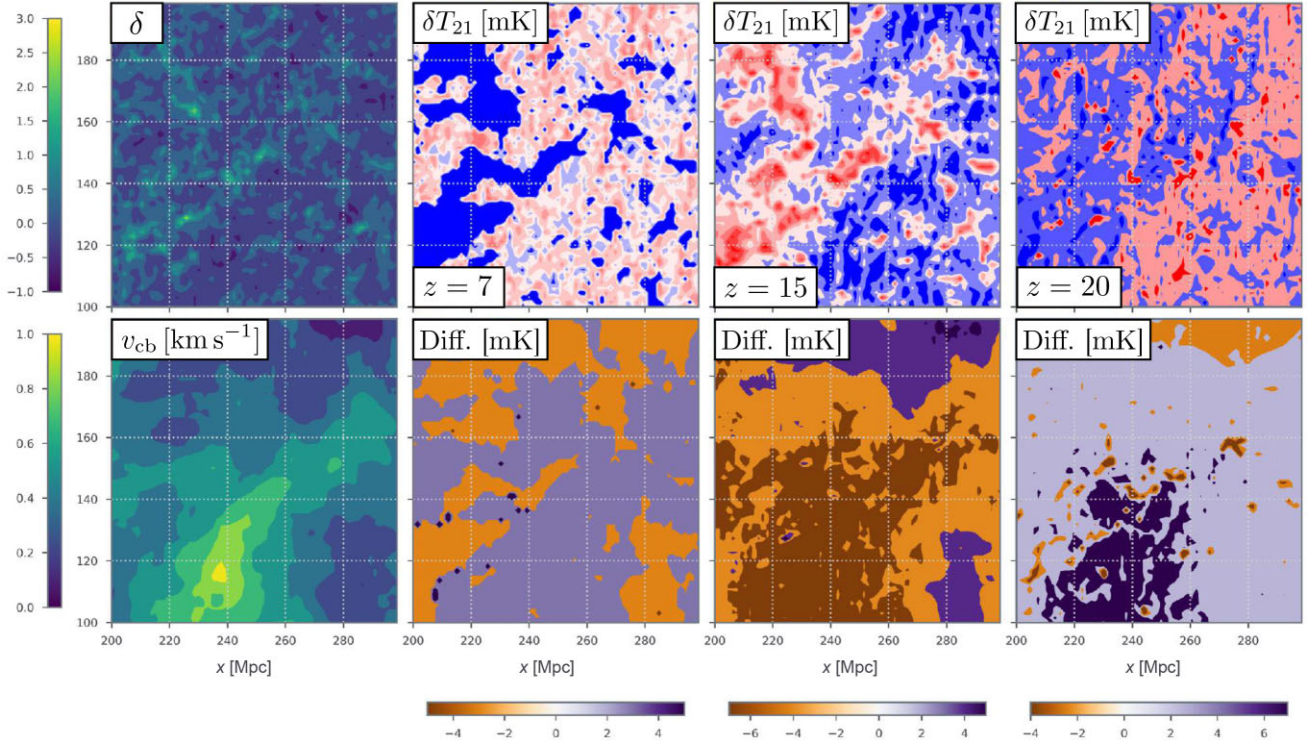 3.0
2.5
2.0
1.5
1.0
0.5
0.0
−0.5
−1.0
δ
180
160
140
120
100
δT₂₁ [mK]
z = 7
δT₂₁ [mK]
z = 15
δT₂₁ [mK]
z = 20
1.0
0.8
0.6
0.4
0.2
0.0
v_cb [km s⁻¹]
180
160
140
120
100
200 220 240 260 280
x [Mpc]
Diff. [mK]
200 220 240 260 280
x [Mpc]
Diff. [mK]
200 220 240 260 280
x [Mpc]
Diff. [mK]
200 220 240 260 280
x [Mpc]
−4 −2 0 2 4
−6 −4 −2 0 2 4
−4 −2 0 2 4 6